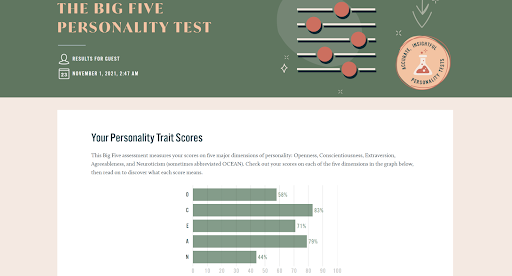 THE BIG FIVE
PERSONALITY TEST
RESULTS FOR GUEST
23
NOVEMBER 1, 2021, 2:47 AM
ACCURATE, INSIGHTFUL
PERSONALITY TESTS
Your Personality Trait Scores
This Big Five assessment measures your scores on five major dimensions of personality: Openness, Conscientiousness, Extraversion,
Agreeableness, and Neuroticism (sometimes abbreviated OCEAN). Check out your scores on each of the five dimensions in the graph below,
then read on to discover what each score means.
O 58%
C 83%
E 71%
A 79%
N 44%
0 10 20 30 40 50 60 70 80 90 100